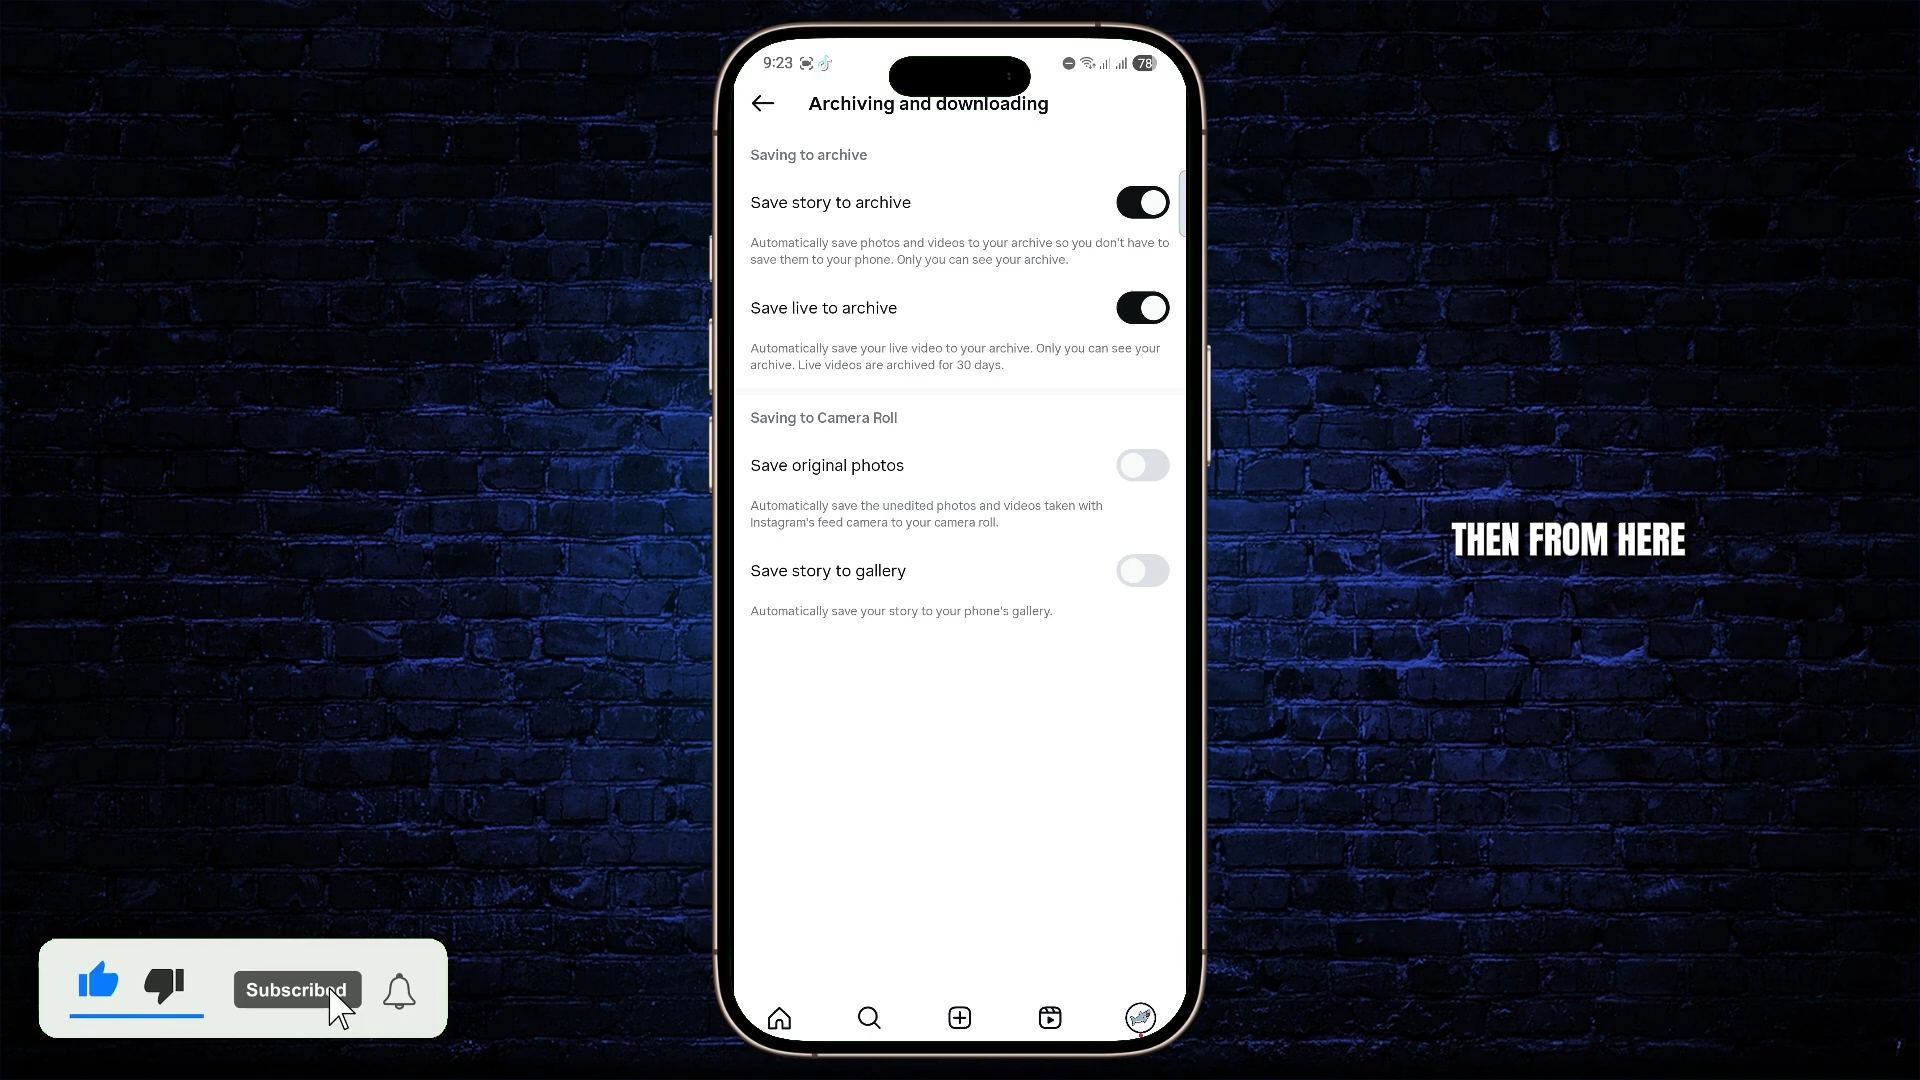 9:23
78
Archiving and downloading
Saving to archive
Save story to archive
Automatically save photos and videos to your archive so you don't have to
save them to your phone. Only you can see your archive.
Save live to archive
Automatically save your live video to your archive. Only you can see your
archive. Live videos are archived for 30 days.
Saving to Camera Roll
Save original photos
Automatically save the unedited photos and videos taken with
Instagram's feed camera to your camera roll.
Save story to gallery
Automatically save your story to your phone's gallery.
THEN FROM HERE
Subscribed